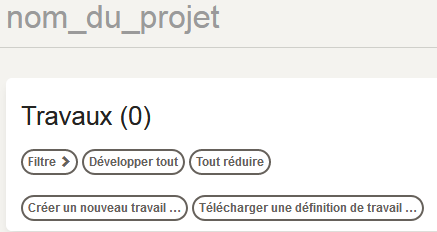 nom_du_projet
Travaux (0)
Filtre > Développer tout Tout réduire
Créer un nouveau travail ... Télécharger une définition de travail ...